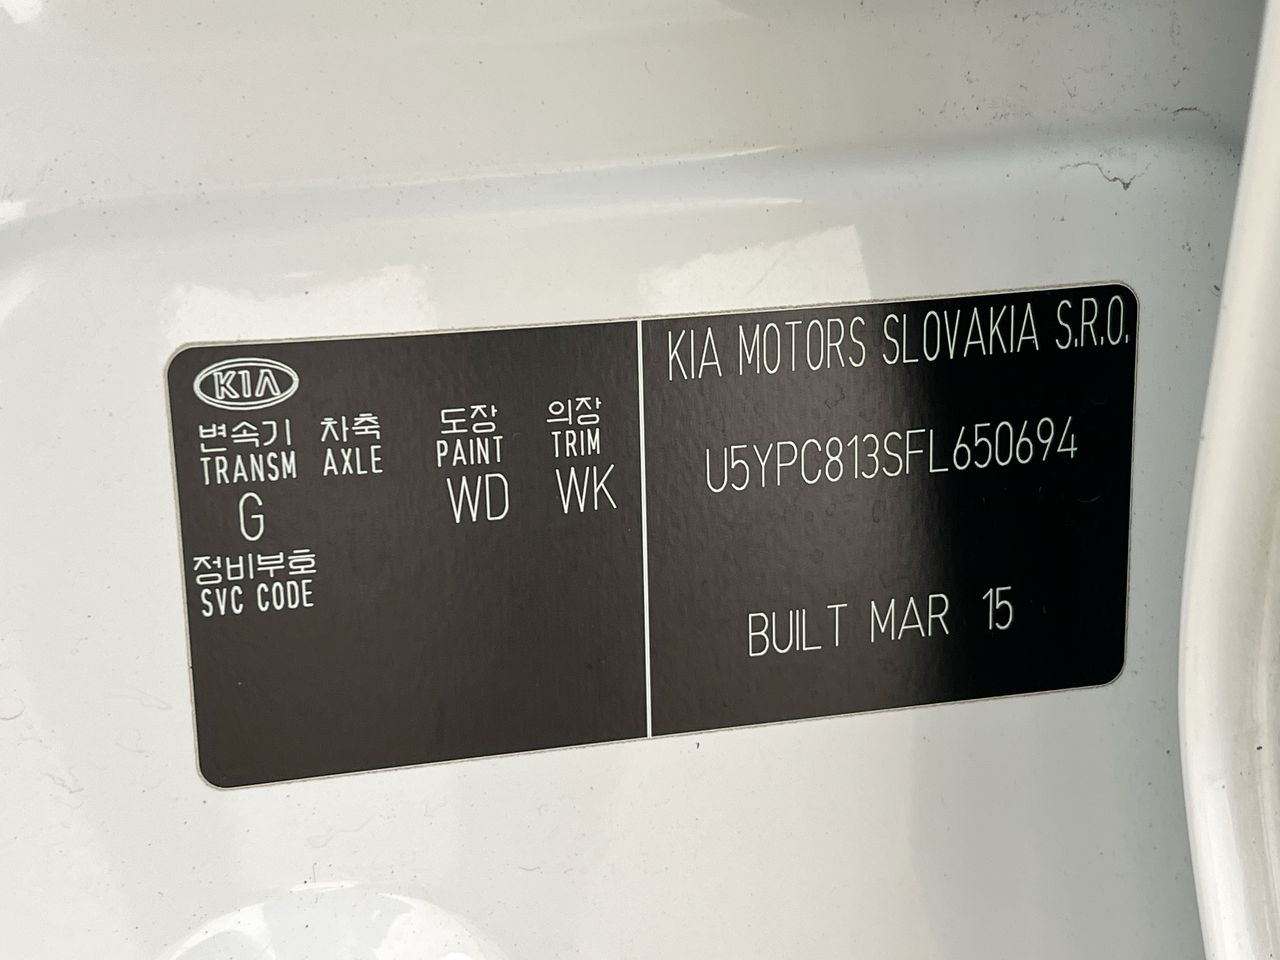 KIA
변속기 차축 도장 의장
TRANSM AXLE PAINT TRIM
G WD WK
정비부호
SVC CODE
KIA MOTORS SLOVAKIA S.R.O.
U5YPC813SFL650694
BUILT MAR 15